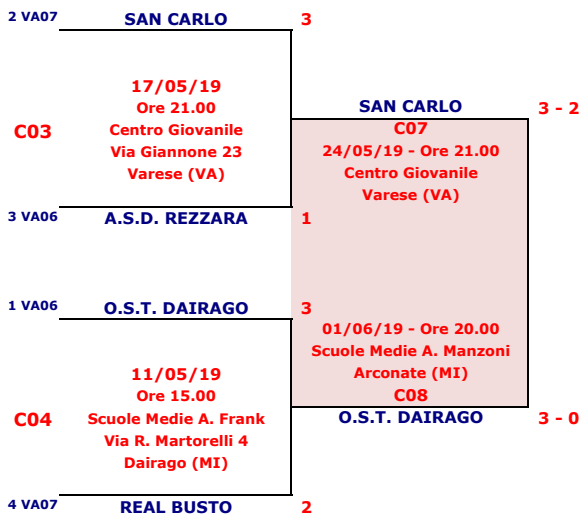 2 VA07 SAN CARLO 3
17/05/19
Ore 21.00
C03 Centro Giovanile
Via Giannone 23
Varese (VA)
3 VA06 A.S.D. REZZARA 1
SAN CARLO 3 - 2
C07
24/05/19 - Ore 21.00
Centro Giovanile
Varese (VA)
1 VA06 O.S.T. DAIRAGO 3
11/05/19
Ore 15.00
C04 Scuole Medie A. Frank
Via R. Martorelli 4
Dairago (MI)
4 VA07 REAL BUSTO 2
01/06/19 - Ore 20.00
Scuole Medie A. Manzoni
Arconate (MI)
C08
O.S.T. DAIRAGO 3 - 0